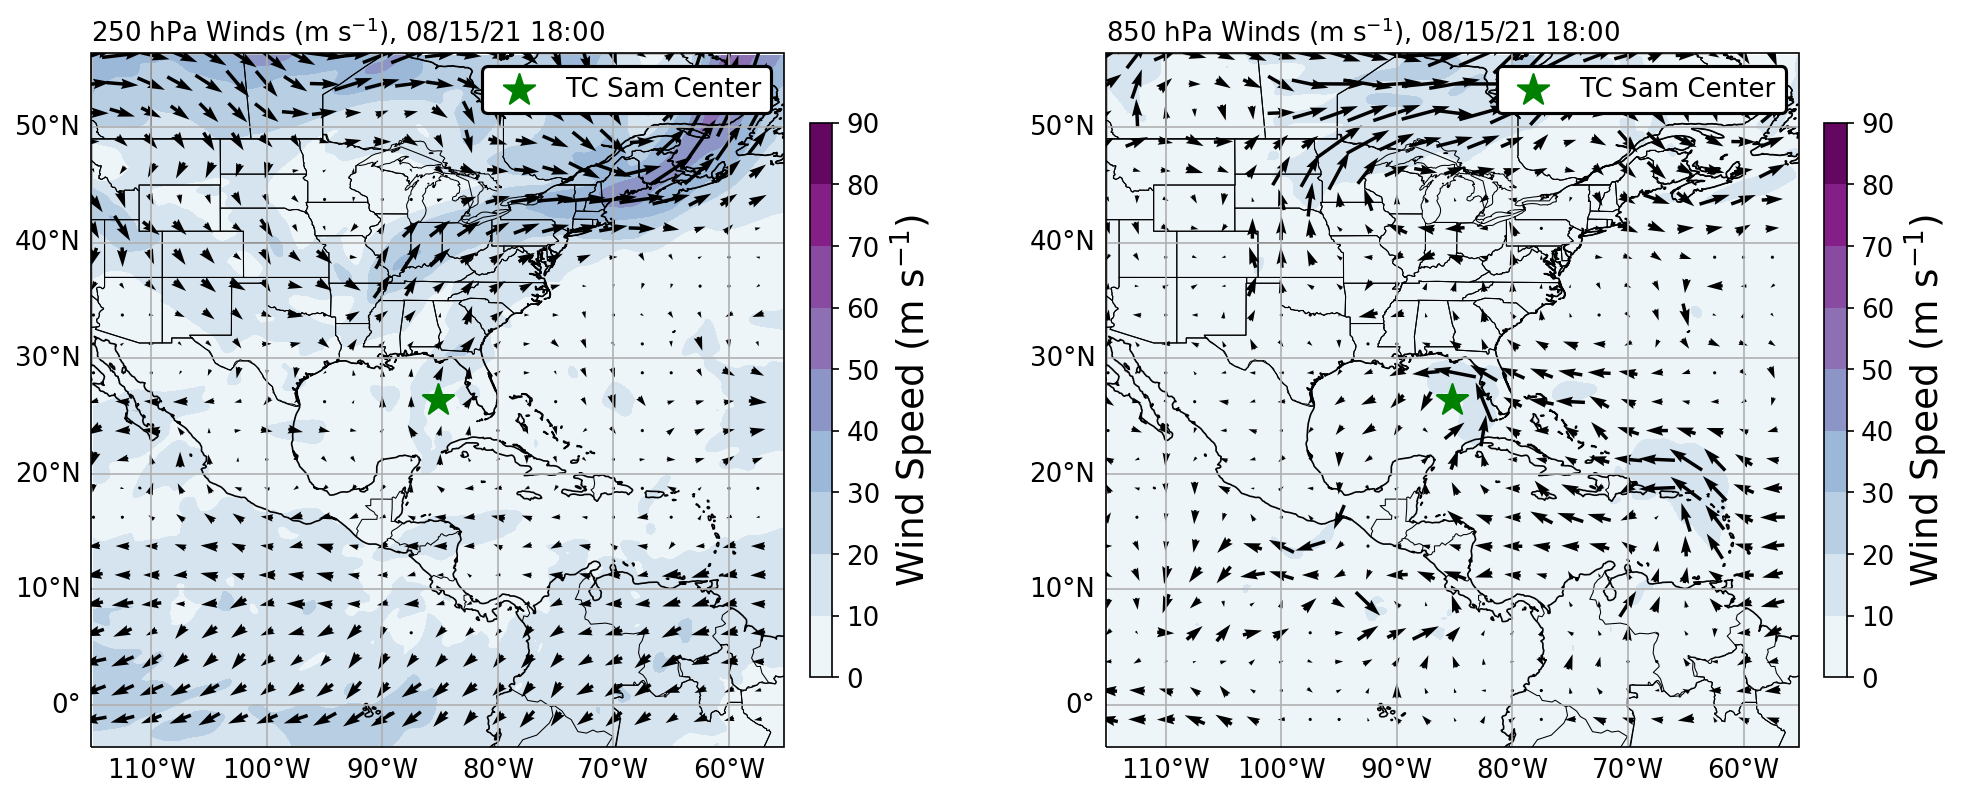 250 hPa Winds (m s⁻¹), 08/15/21 18:00
TC Sam Center
50°N
40°N
30°N
20°N
10°N
0°
110°W 100°W 90°W 80°W 70°W 60°W
90
80
70
60
50
40
30
20
10
0
Wind Speed (m s⁻¹)
850 hPa Winds (m s⁻¹), 08/15/21 18:00
TC Sam Center
50°N
40°N
30°N
20°N
10°N
0°
110°W 100°W 90°W 80°W 70°W 60°W
90
80
70
60
50
40
30
20
10
0
Wind Speed (m s⁻¹)